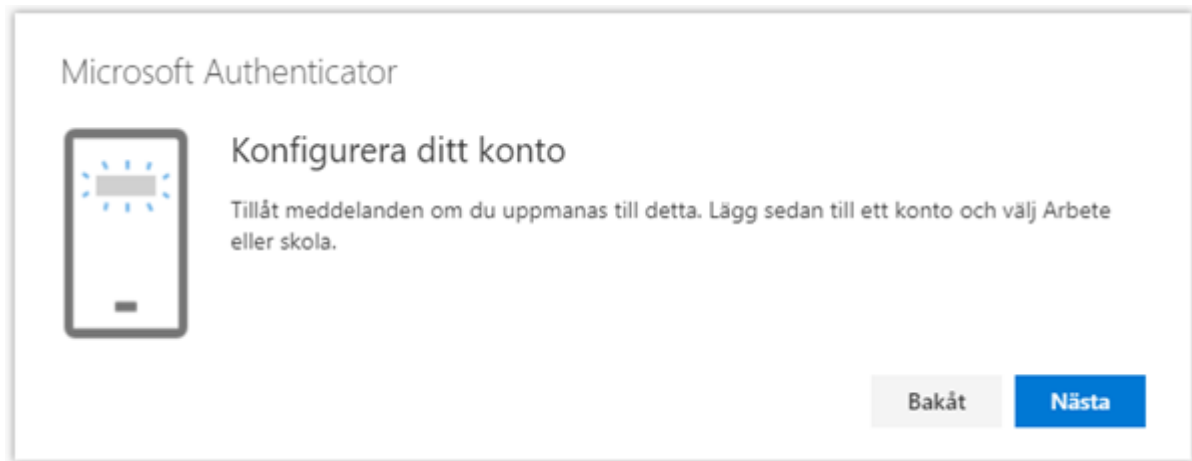 Microsoft Authenticator
Konfigurera ditt konto
Tillåt meddelanden om du uppmanas till detta. Lägg sedan till ett konto och välj Arbete
eller skola.
Bakåt
Nästa